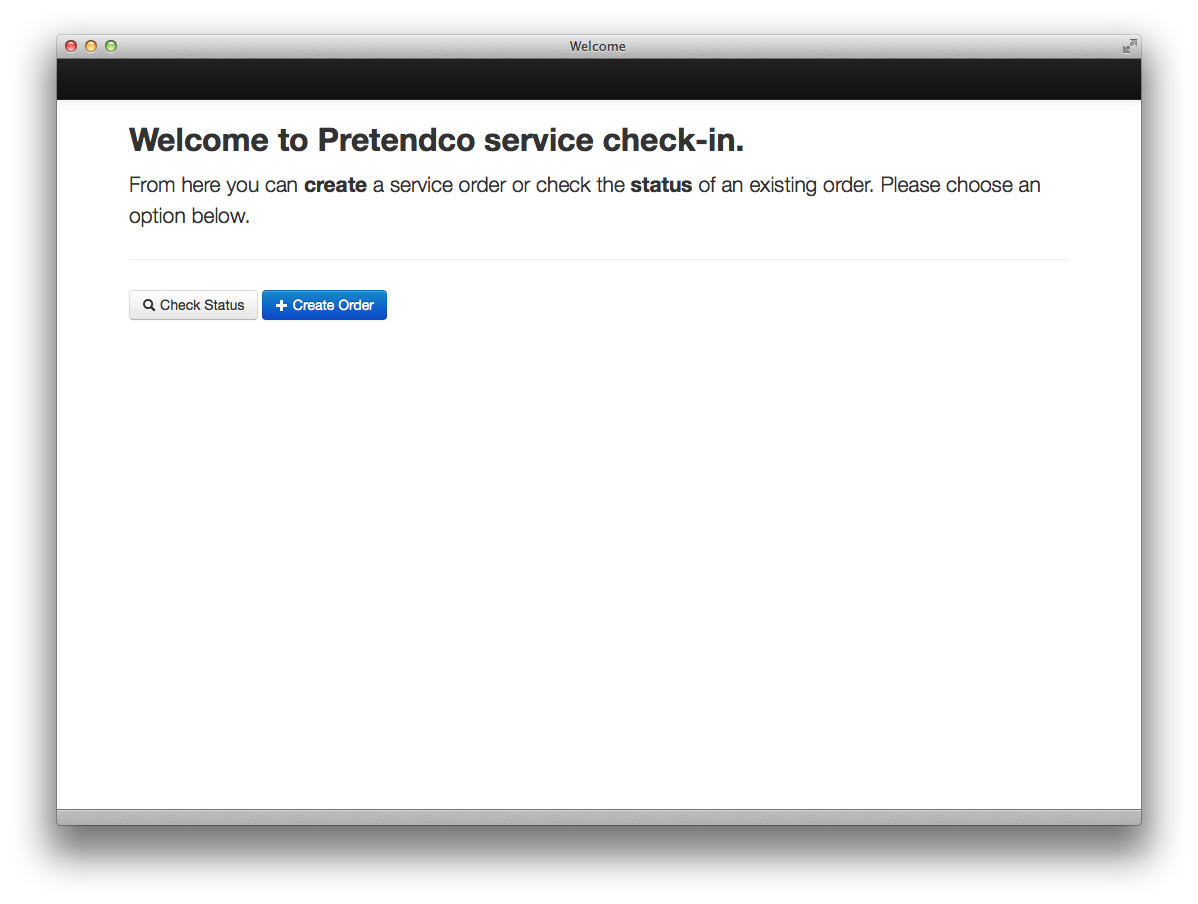 Welcome
Welcome to Pretendco service check-in.
From here you can create a service order or check the status of an existing order. Please choose an
option below.
Check Status
Create Order